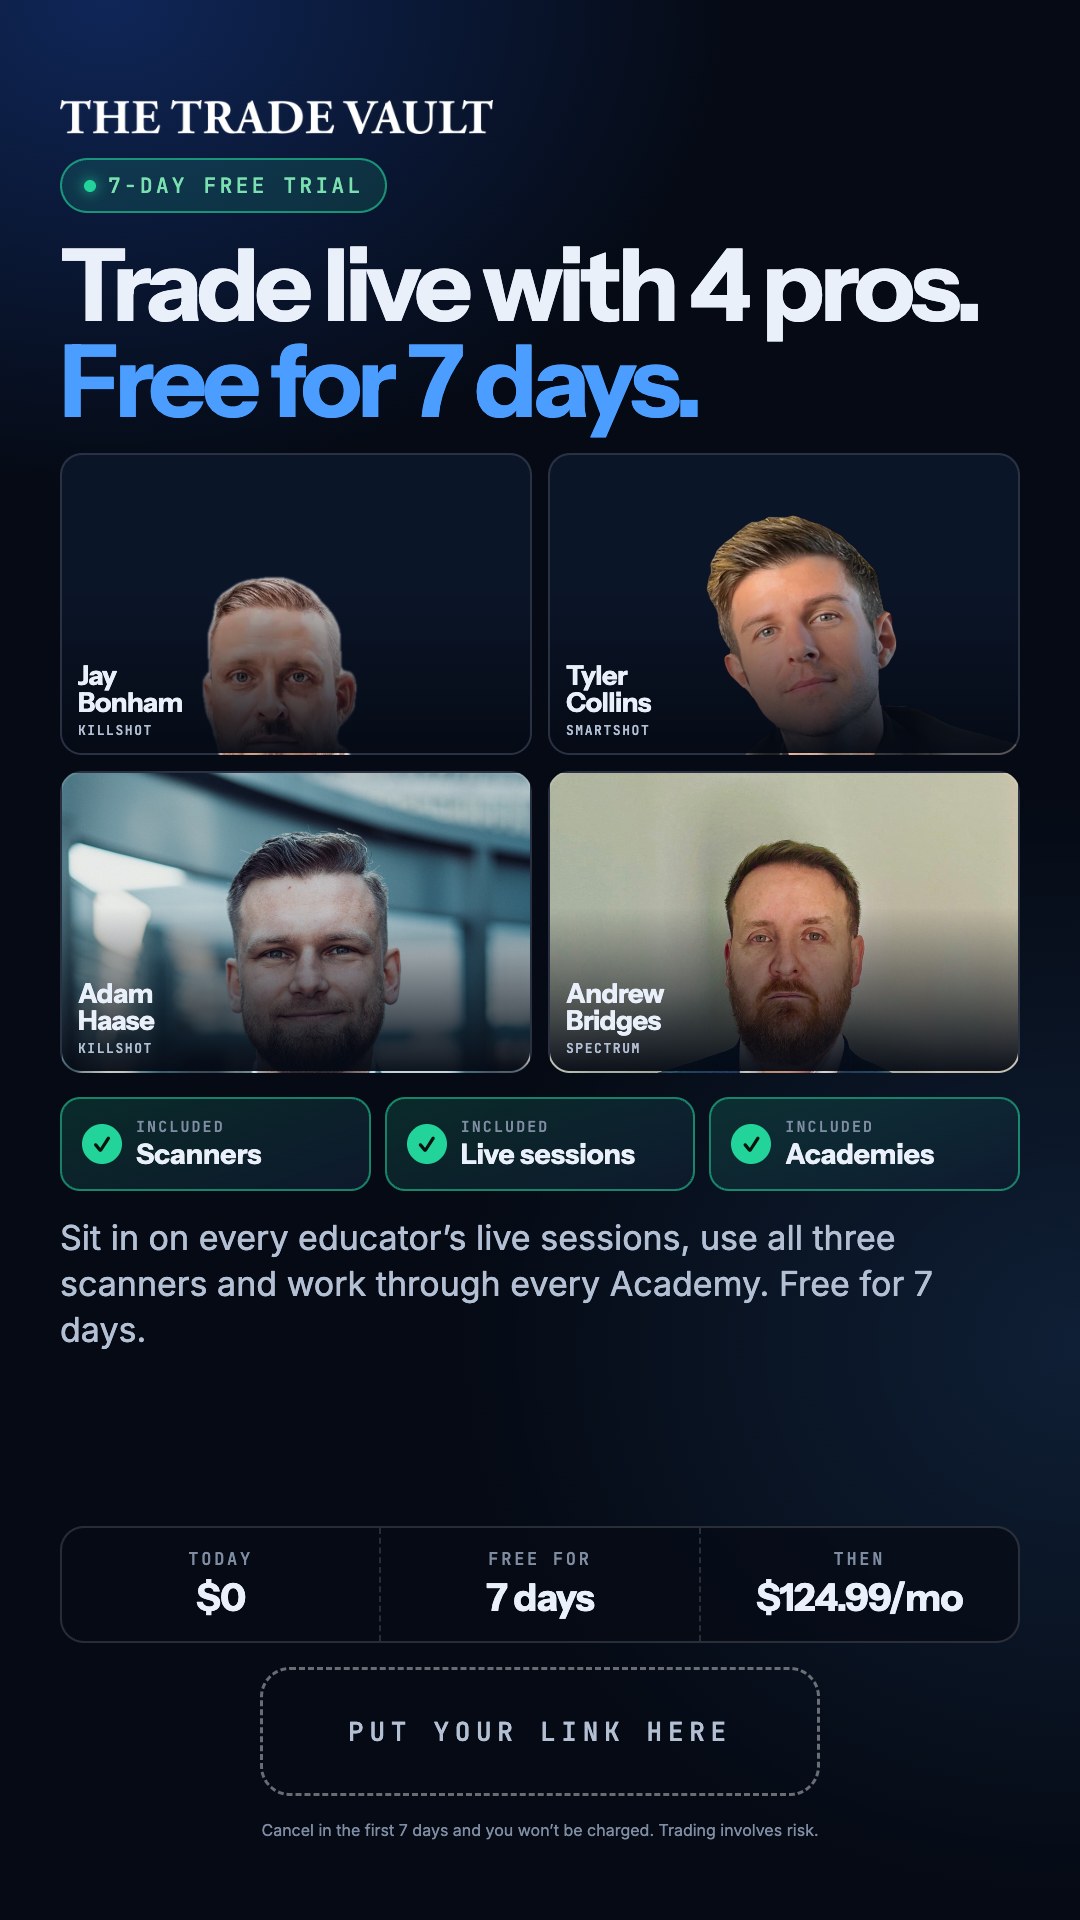 THE TRADE VAULT
7-DAY FREE TRIAL
Trade live with 4 pros.
Free for 7 days.
Jay
Bonham
KILLSHOT
Tyler
Collins
SMARTSHOT
Adam
Haase
KILLSHOT
Andrew
Bridges
SPECTRUM
INCLUDED
Scanners
INCLUDED
Live sessions
INCLUDED
Academies
Sit in on every educator’s live sessions, use all three
scanners and work through every Academy. Free for 7
days.
TODAY
$0
FREE FOR
7 days
THEN
$124.99/mo
PUT YOUR LINK HERE
Cancel in the first 7 days and you won’t be charged. Trading involves risk.